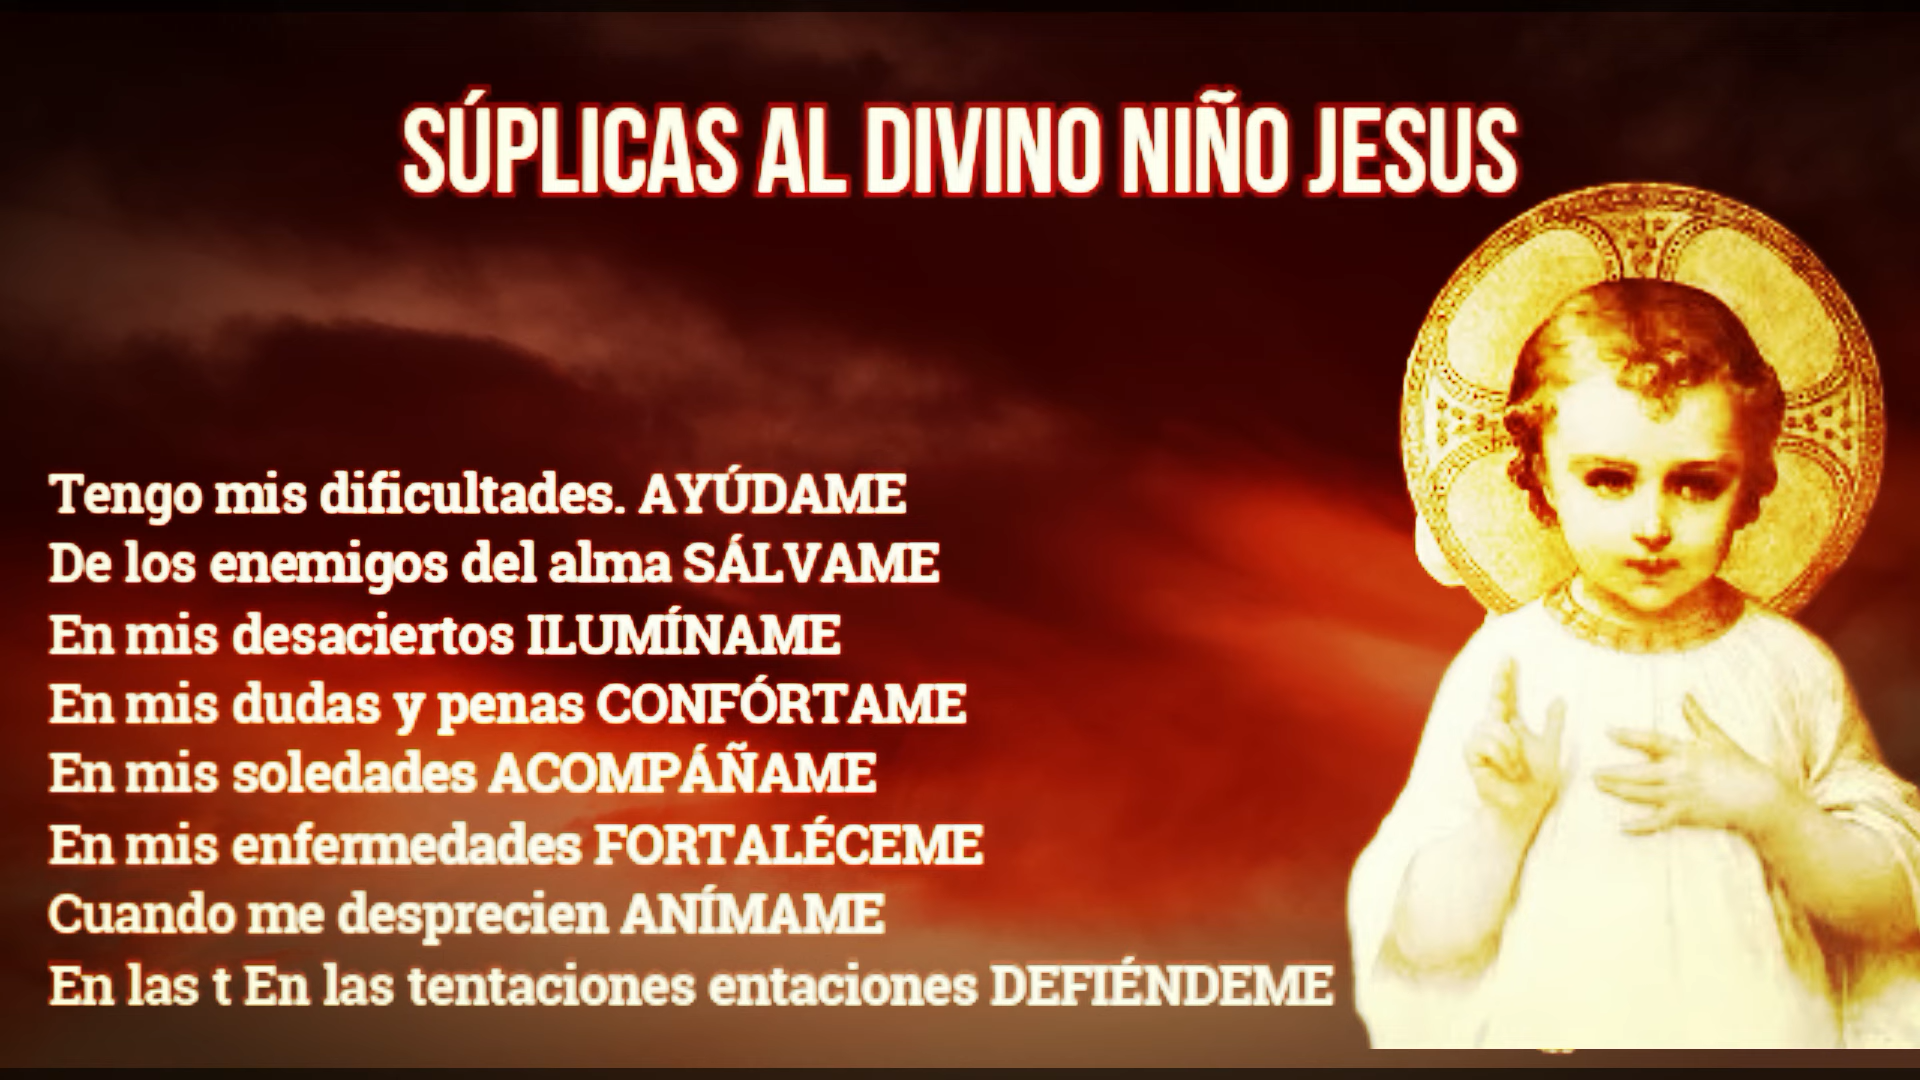 SÚPLICAS AL DIVINO NIÑO JESUS
Tengo mis dificultades. AYÚDAME
De los enemigos del alma SÁLVAME
En mis desaciertos ILUMÍNAME
En mis dudas y penas CONFÓRTAME
En mis soledades ACOMPÁÑAME
En mis enfermedades FORTALÉCEME
Cuando me desprecien ANÍMAME
En las t En las tentaciones entaciones DEFIÉNDEME